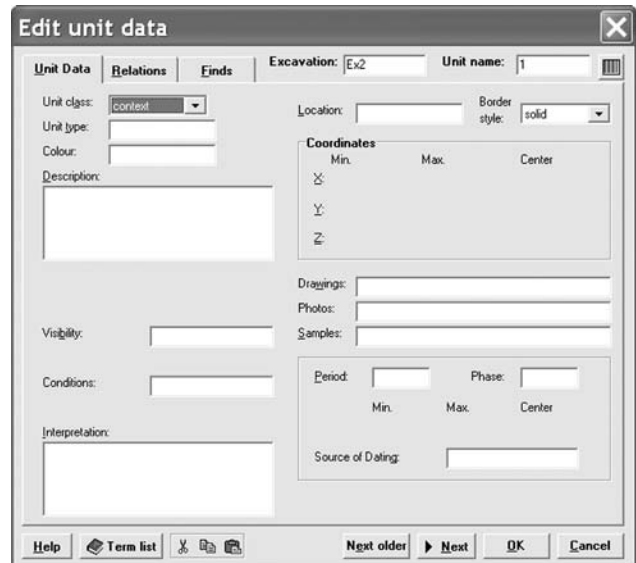 Edit unit data
Unit Data Relations Finds Excavation: Ex2 Unit name: 1
Unit class: context
Unit type:
Colour:
Description:
Visibility:
Conditions:
Interpretation:
Location: Border style: solid
Coordinates
Min. Max. Center
X:
Y:
Z:
Drawings:
Photos:
Samples:
Period: Phase:
Min. Max. Center
Source of Dating:
Help Term list Next older Next OK Cancel